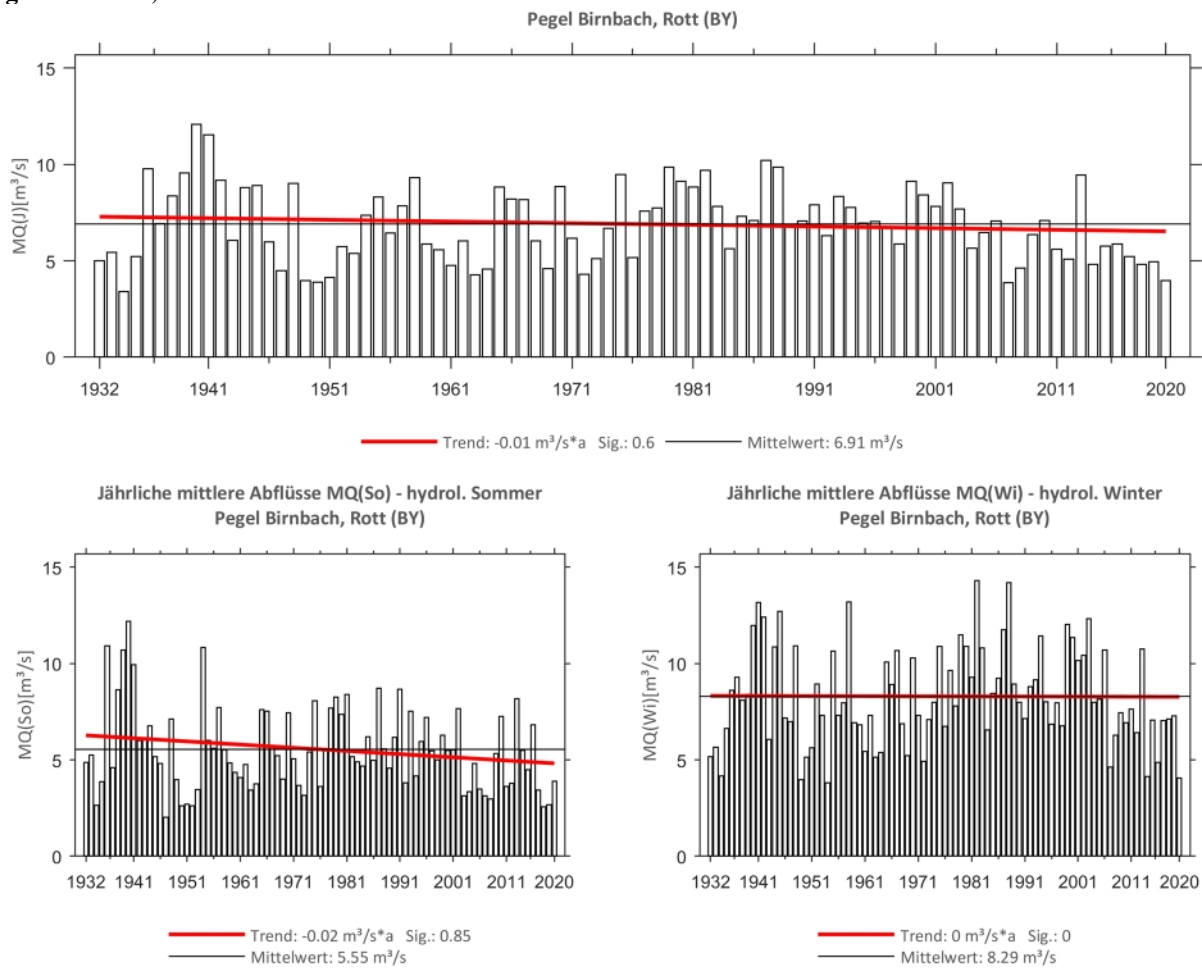 Pegel Birnbach, Rott (BY)
15
10
5
0
MQ(J)[m³/s]
1932 1941 1951 1961 1971 1981 1991 2001 2011 2020
Trend: -0.01 m³/s*a Sig.: 0.6 Mittelwert: 6.91 m³/s
Jährliche mittlere Abflüsse MQ(So) - hydrol. Sommer
Pegel Birnbach, Rott (BY)
15
10
5
0
MQ(So)[m³/s]
1932 1941 1951 1961 1971 1981 1991 2001 2011 2020
Trend: -0.02 m³/s*a Sig.: 0.85
Mittelwert: 5.55 m³/s
Jährliche mittlere Abflüsse MQ(Wi) - hydrol. Winter
Pegel Birnbach, Rott (BY)
15
10
5
0
MQ(Wi)[m³/s]
1932 1941 1951 1961 1971 1981 1991 2001 2011 2020
Trend: 0 m³/s*a Sig.: 0
Mittelwert: 8.29 m³/s